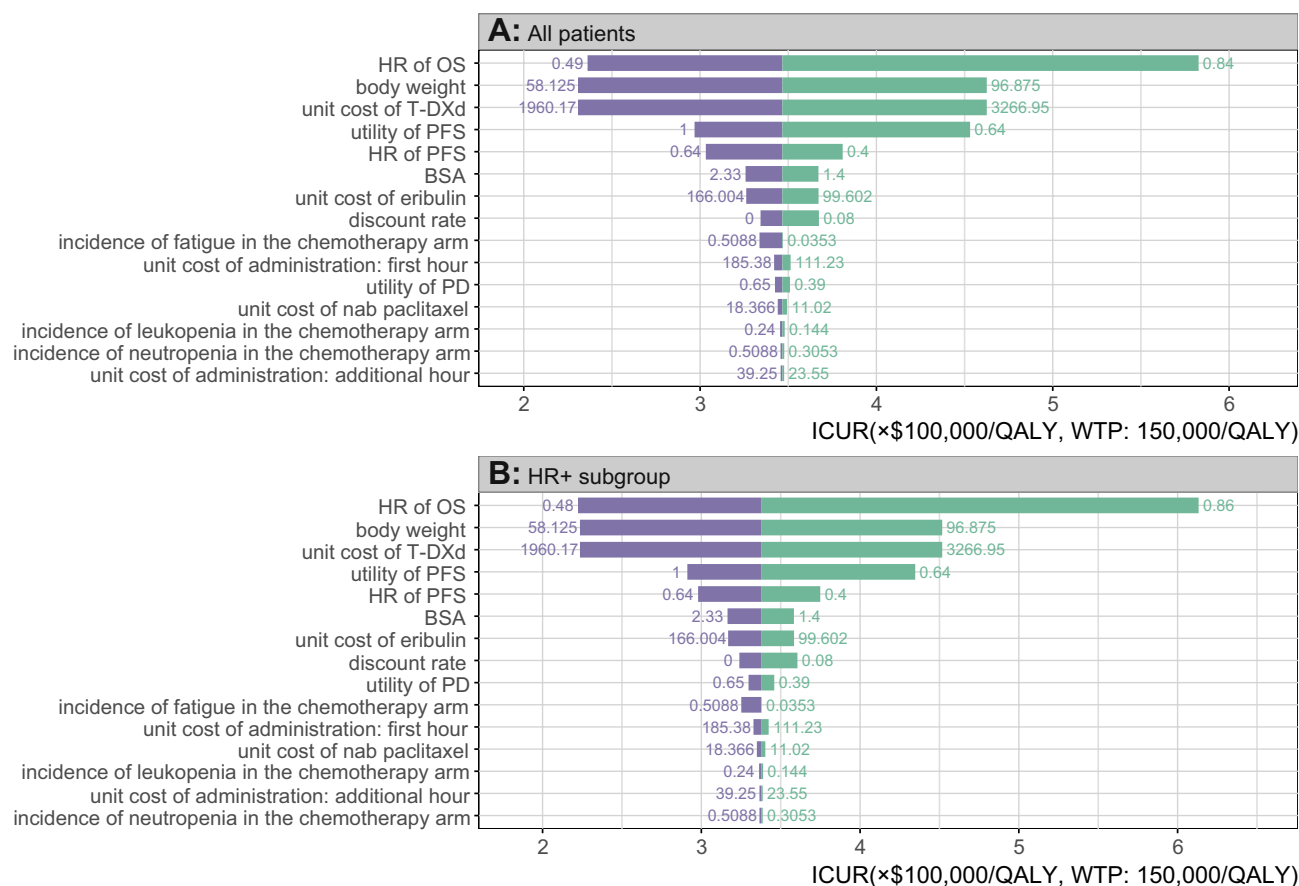 A: All patients
HR of OS 0.49 0.84
body weight 58.125 96.875
unit cost of T-DXd 1960.17 3266.95
utility of PFS 1 0.64
HR of PFS 0.64 0.4
BSA 2.33 1.4
unit cost of eribulin 166.004 99.602
discount rate 0 0.08
incidence of fatigue in the chemotherapy arm 0.5088 0.0353
unit cost of administration: first hour 185.38 111.23
utility of PD 0.65 0.39
unit cost of nab paclitaxel 18.366 11.02
incidence of leukopenia in the chemotherapy arm 0.24 0.144
incidence of neutropenia in the chemotherapy arm 0.5088 0.3053
unit cost of administration: additional hour 39.25 23.55
2 3 4 5 6
ICUR(×$100,000/QALY, WTP: 150,000/QALY)
B: HR+ subgroup
HR of OS 0.48 0.86
body weight 58.125 96.875
unit cost of T-DXd 1960.17 3266.95
utility of PFS 1 0.64
HR of PFS 0.64 0.4
BSA 2.33 1.4
unit cost of eribulin 166.004 99.602
discount rate 0 0.08
utility of PD 0.65 0.39
incidence of fatigue in the chemotherapy arm 0.5088 0.0353
unit cost of administration: first hour 185.38 111.23
unit cost of nab paclitaxel 18.366 11.02
incidence of leukopenia in the chemotherapy arm 0.24 0.144
unit cost of administration: additional hour 39.25 23.55
incidence of neutropenia in the chemotherapy arm 0.5088 0.3053
2 3 4 5 6
ICUR(×$100,000/QALY, WTP: 150,000/QALY)